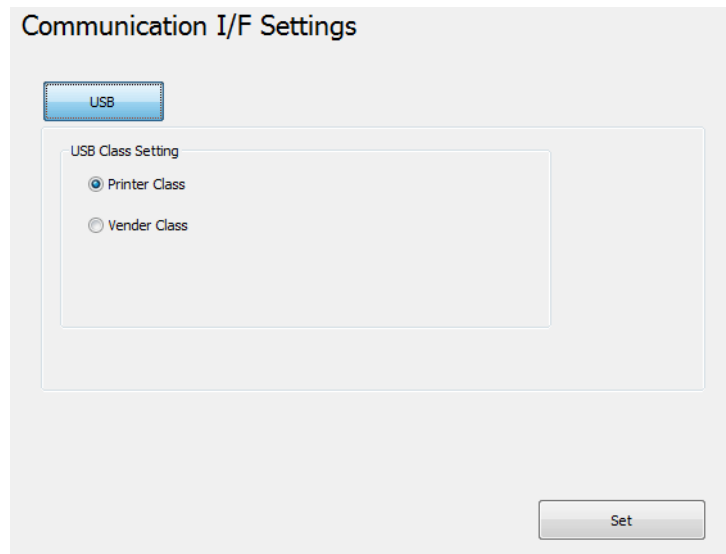 Communication I/F Settings
USB
USB Class Setting
Printer Class
Vender Class
Set